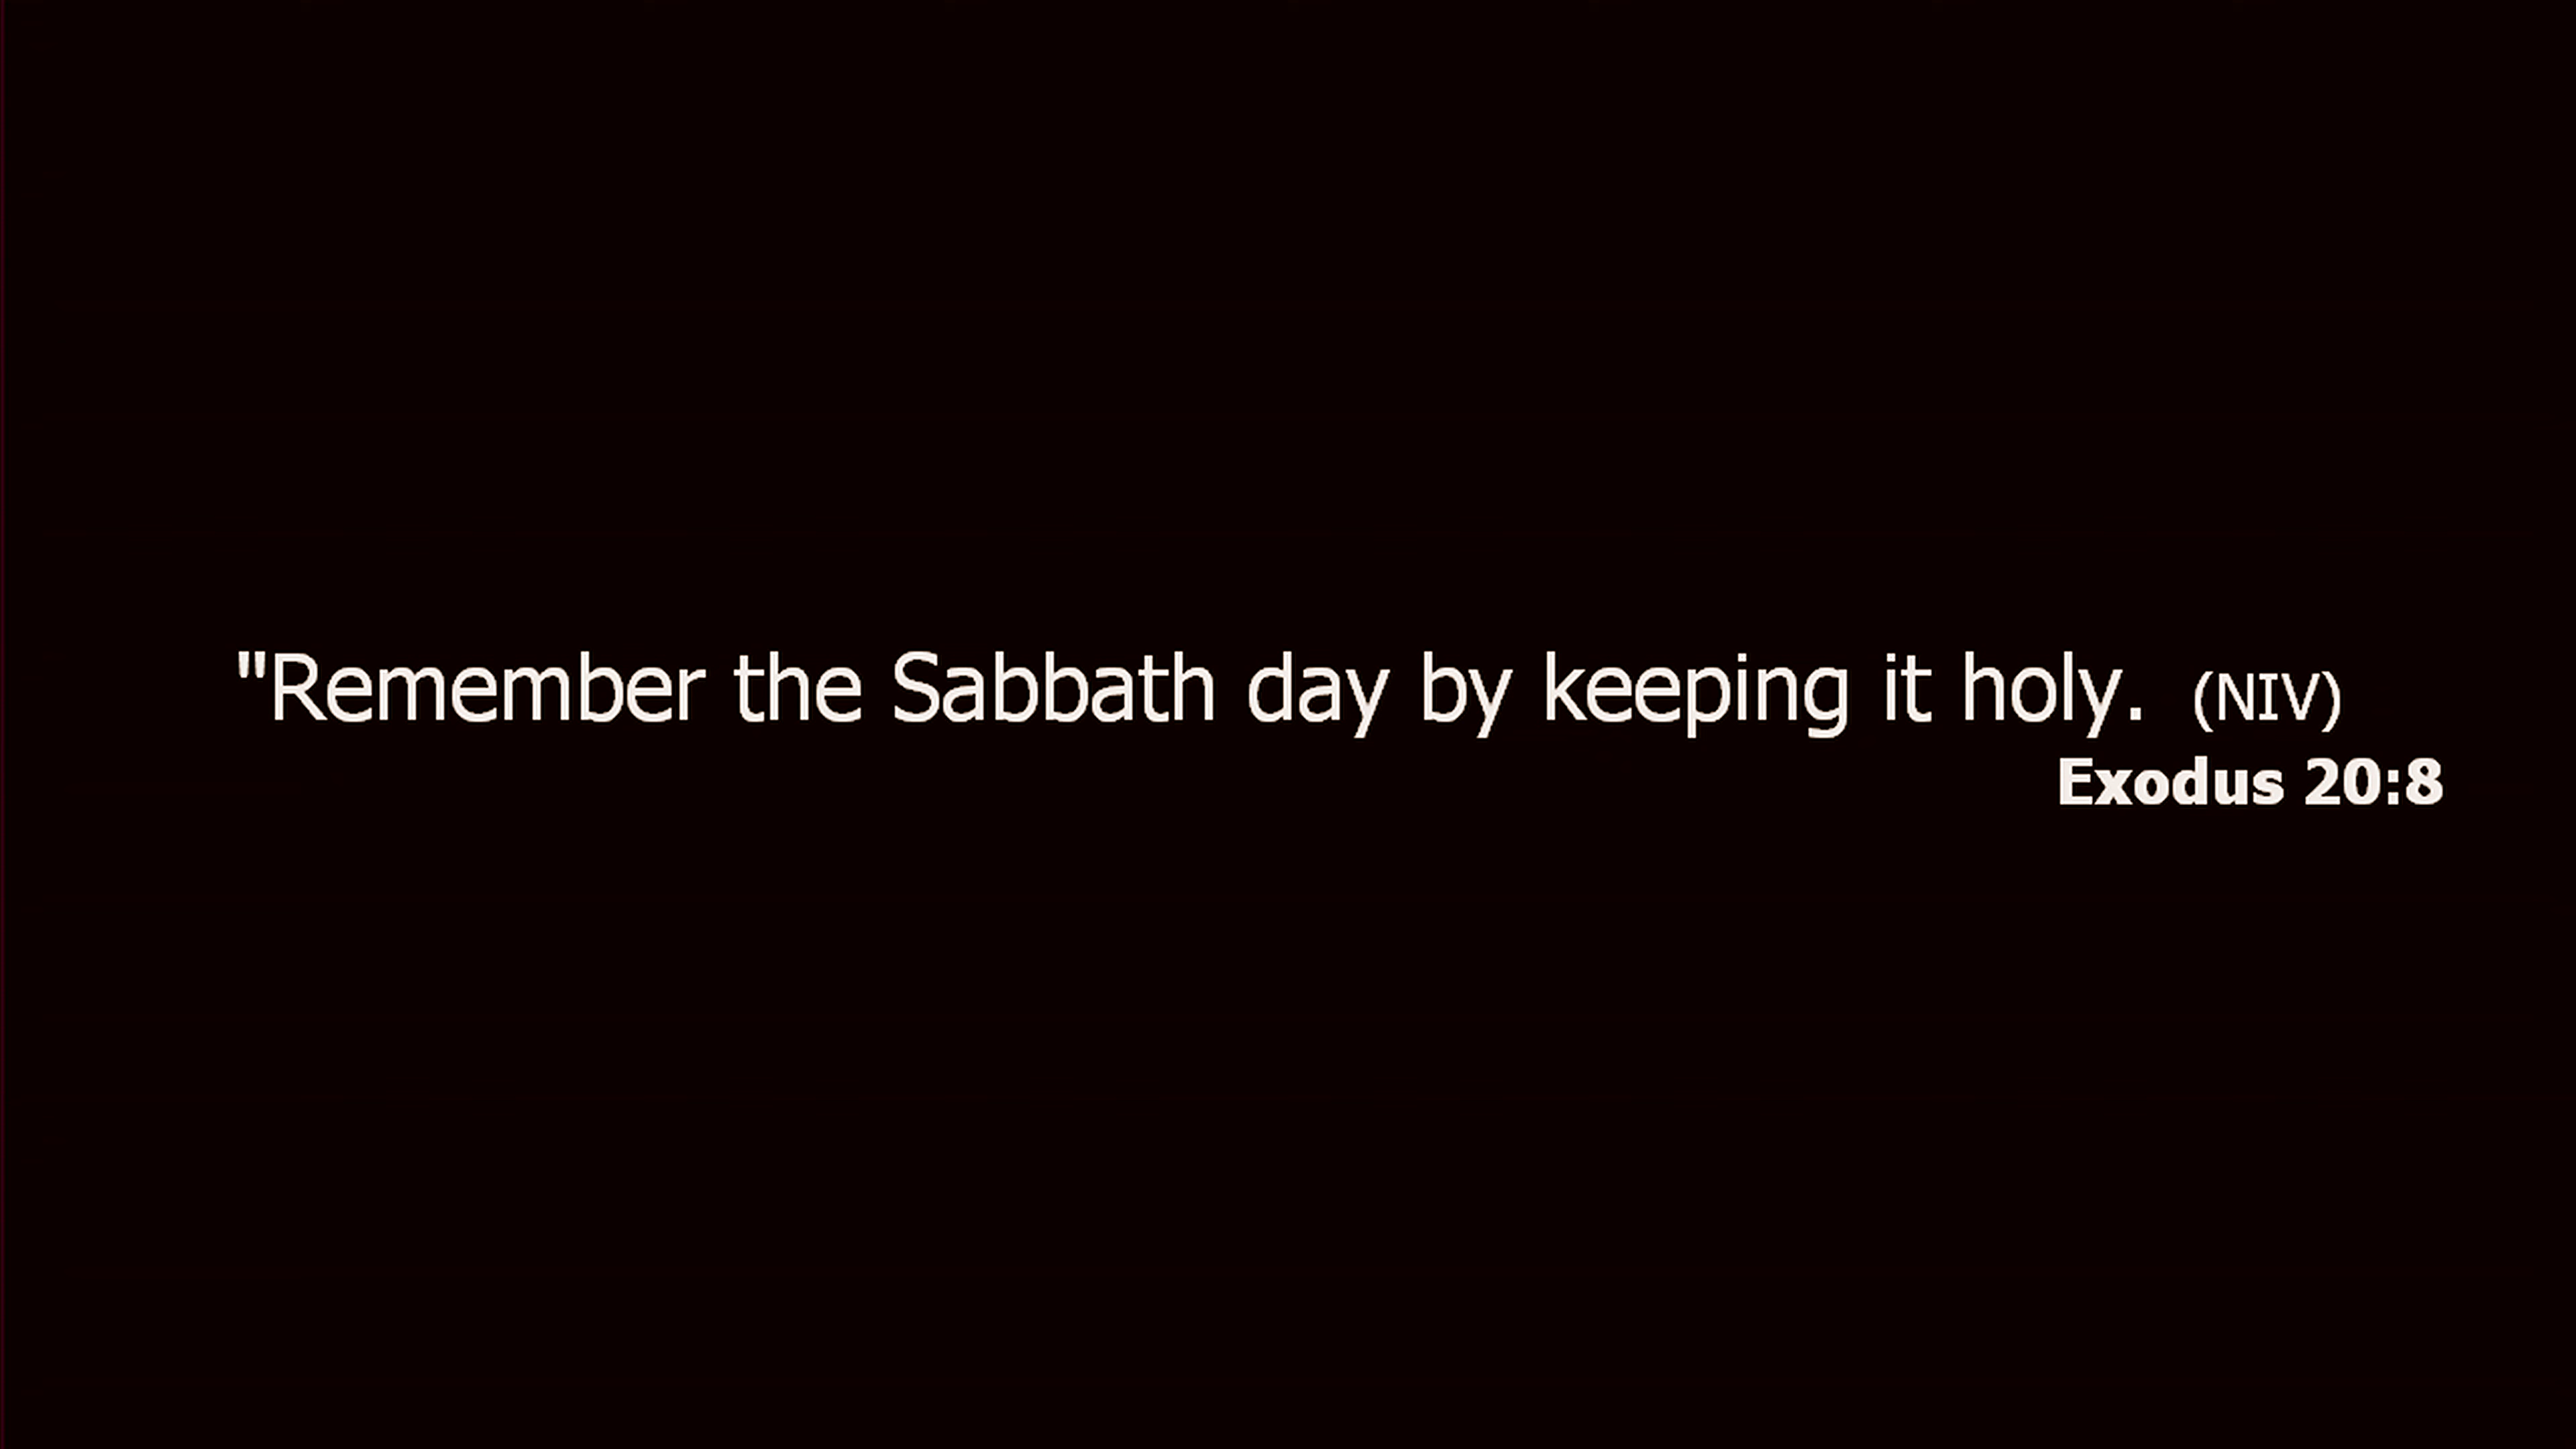 "Remember the Sabbath day by keeping it holy. (NIV)
Exodus 20:8